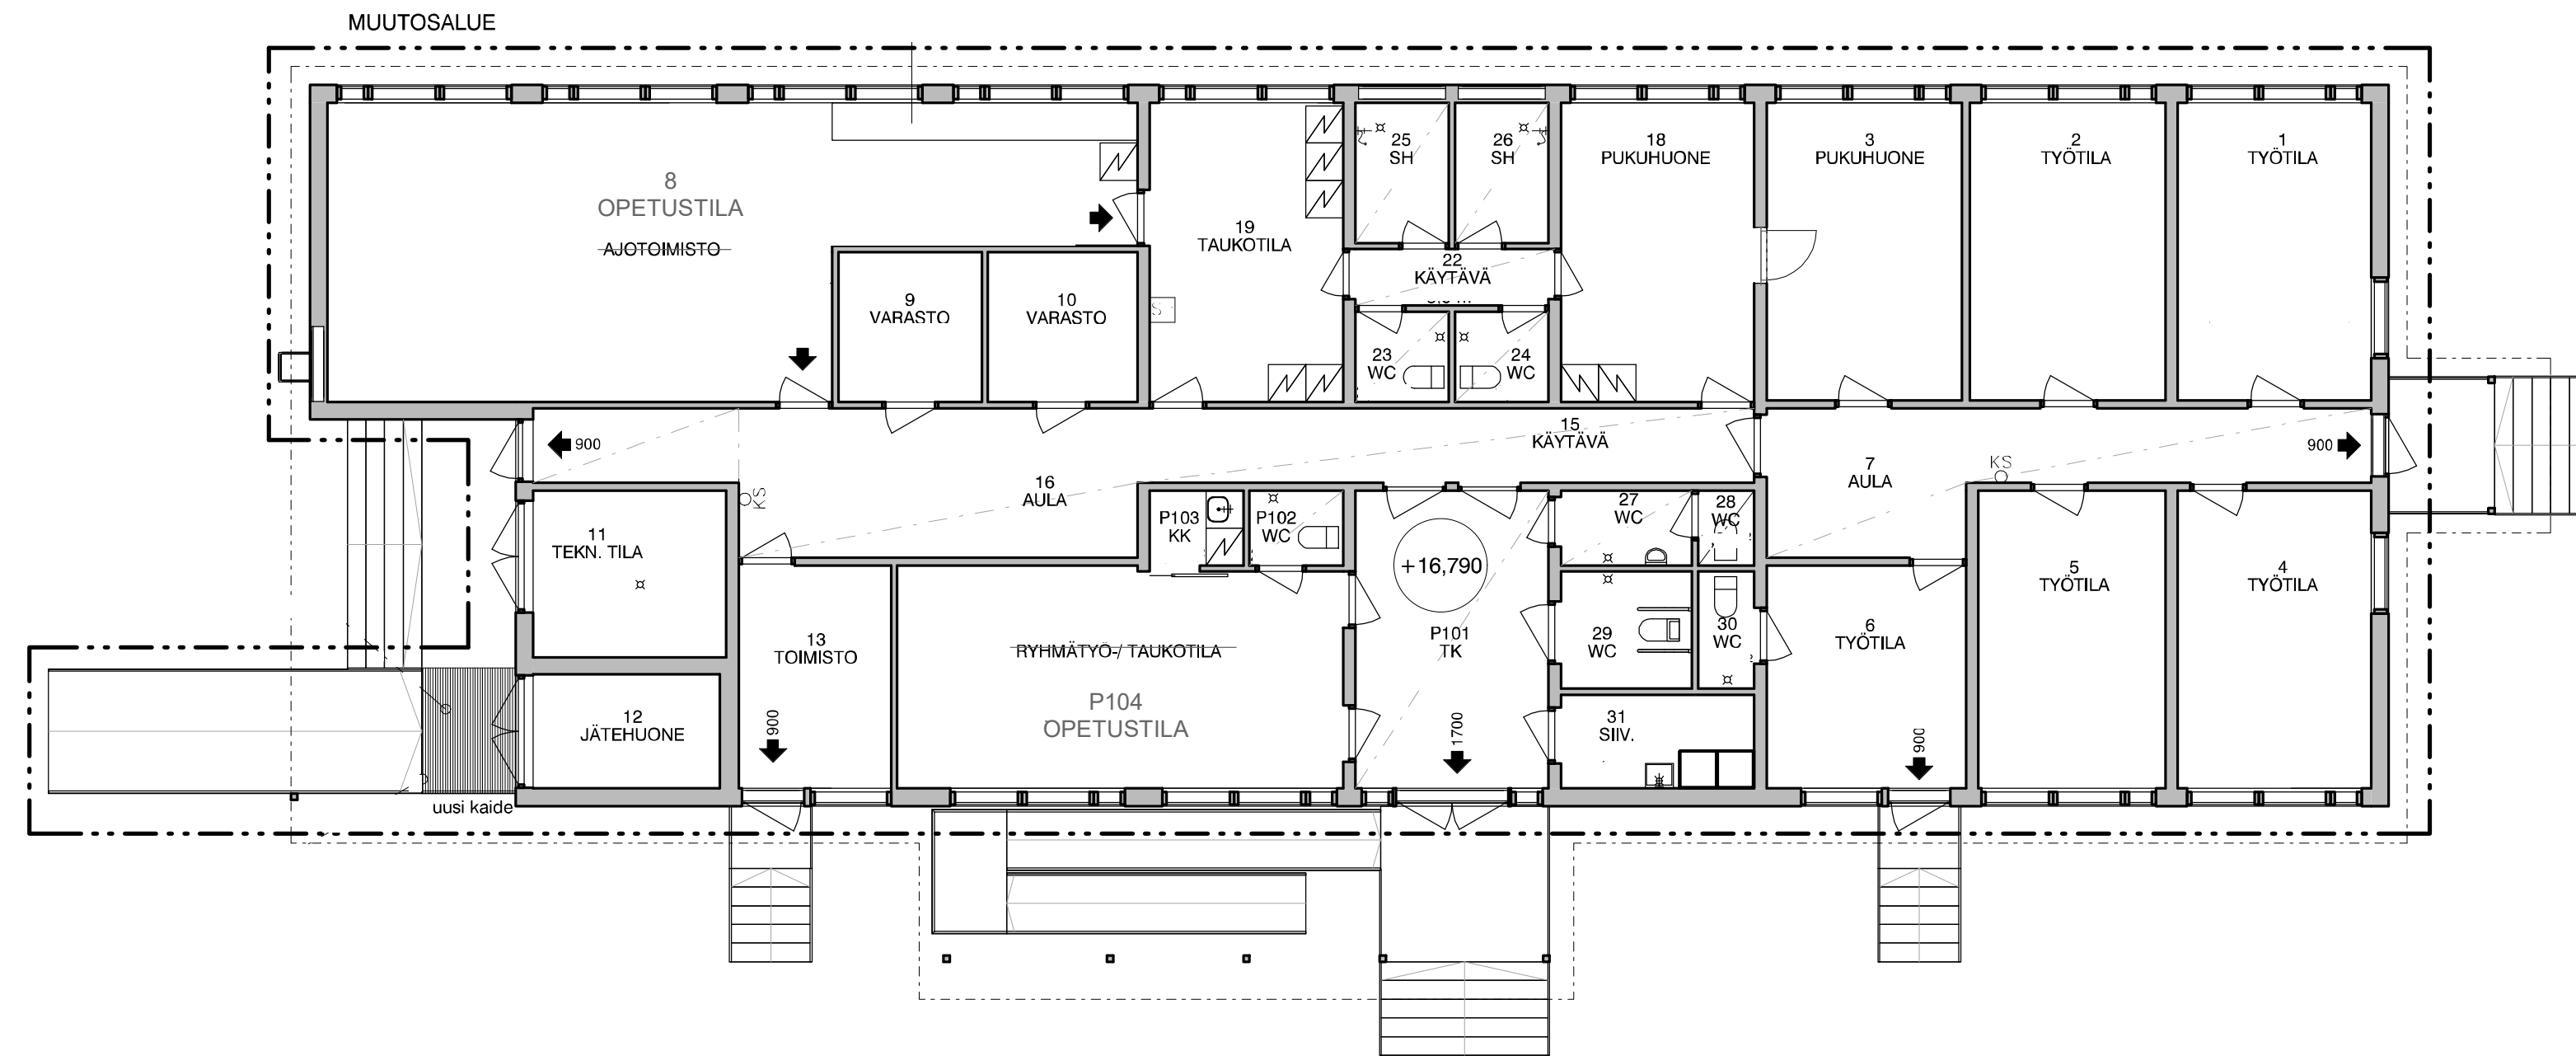 MUUTOSALUE
8
OPETUSTILA
AJOTOIMISTO
19
TAUKOTILA
25
SH
26
SH
18
PUKUHUONE
3
PUKUHUONE
2
TYÖTILA
1
TYÖTILA
22
KÄYTÄVÄ
9
VARASTO
10
VARASTO
S
23
WC
24
WC
900
15
KÄYTÄVÄ
900
16
AULA
7
AULA
KS
KS
11
TEKN. TILA
P103
KK
P102
WC
+16,790
27
WC
28
WC
5
TYÖTILA
4
TYÖTILA
13
TOIMISTO
RYHMÄTYÖ-/ TAUKOTILA
P101
TK
29
WC
30
WC
6
TYÖTILA
P104
OPETUSTILA
12
JÄTEHUONE
31
SIIV.
900
1700
900
uusi kaide